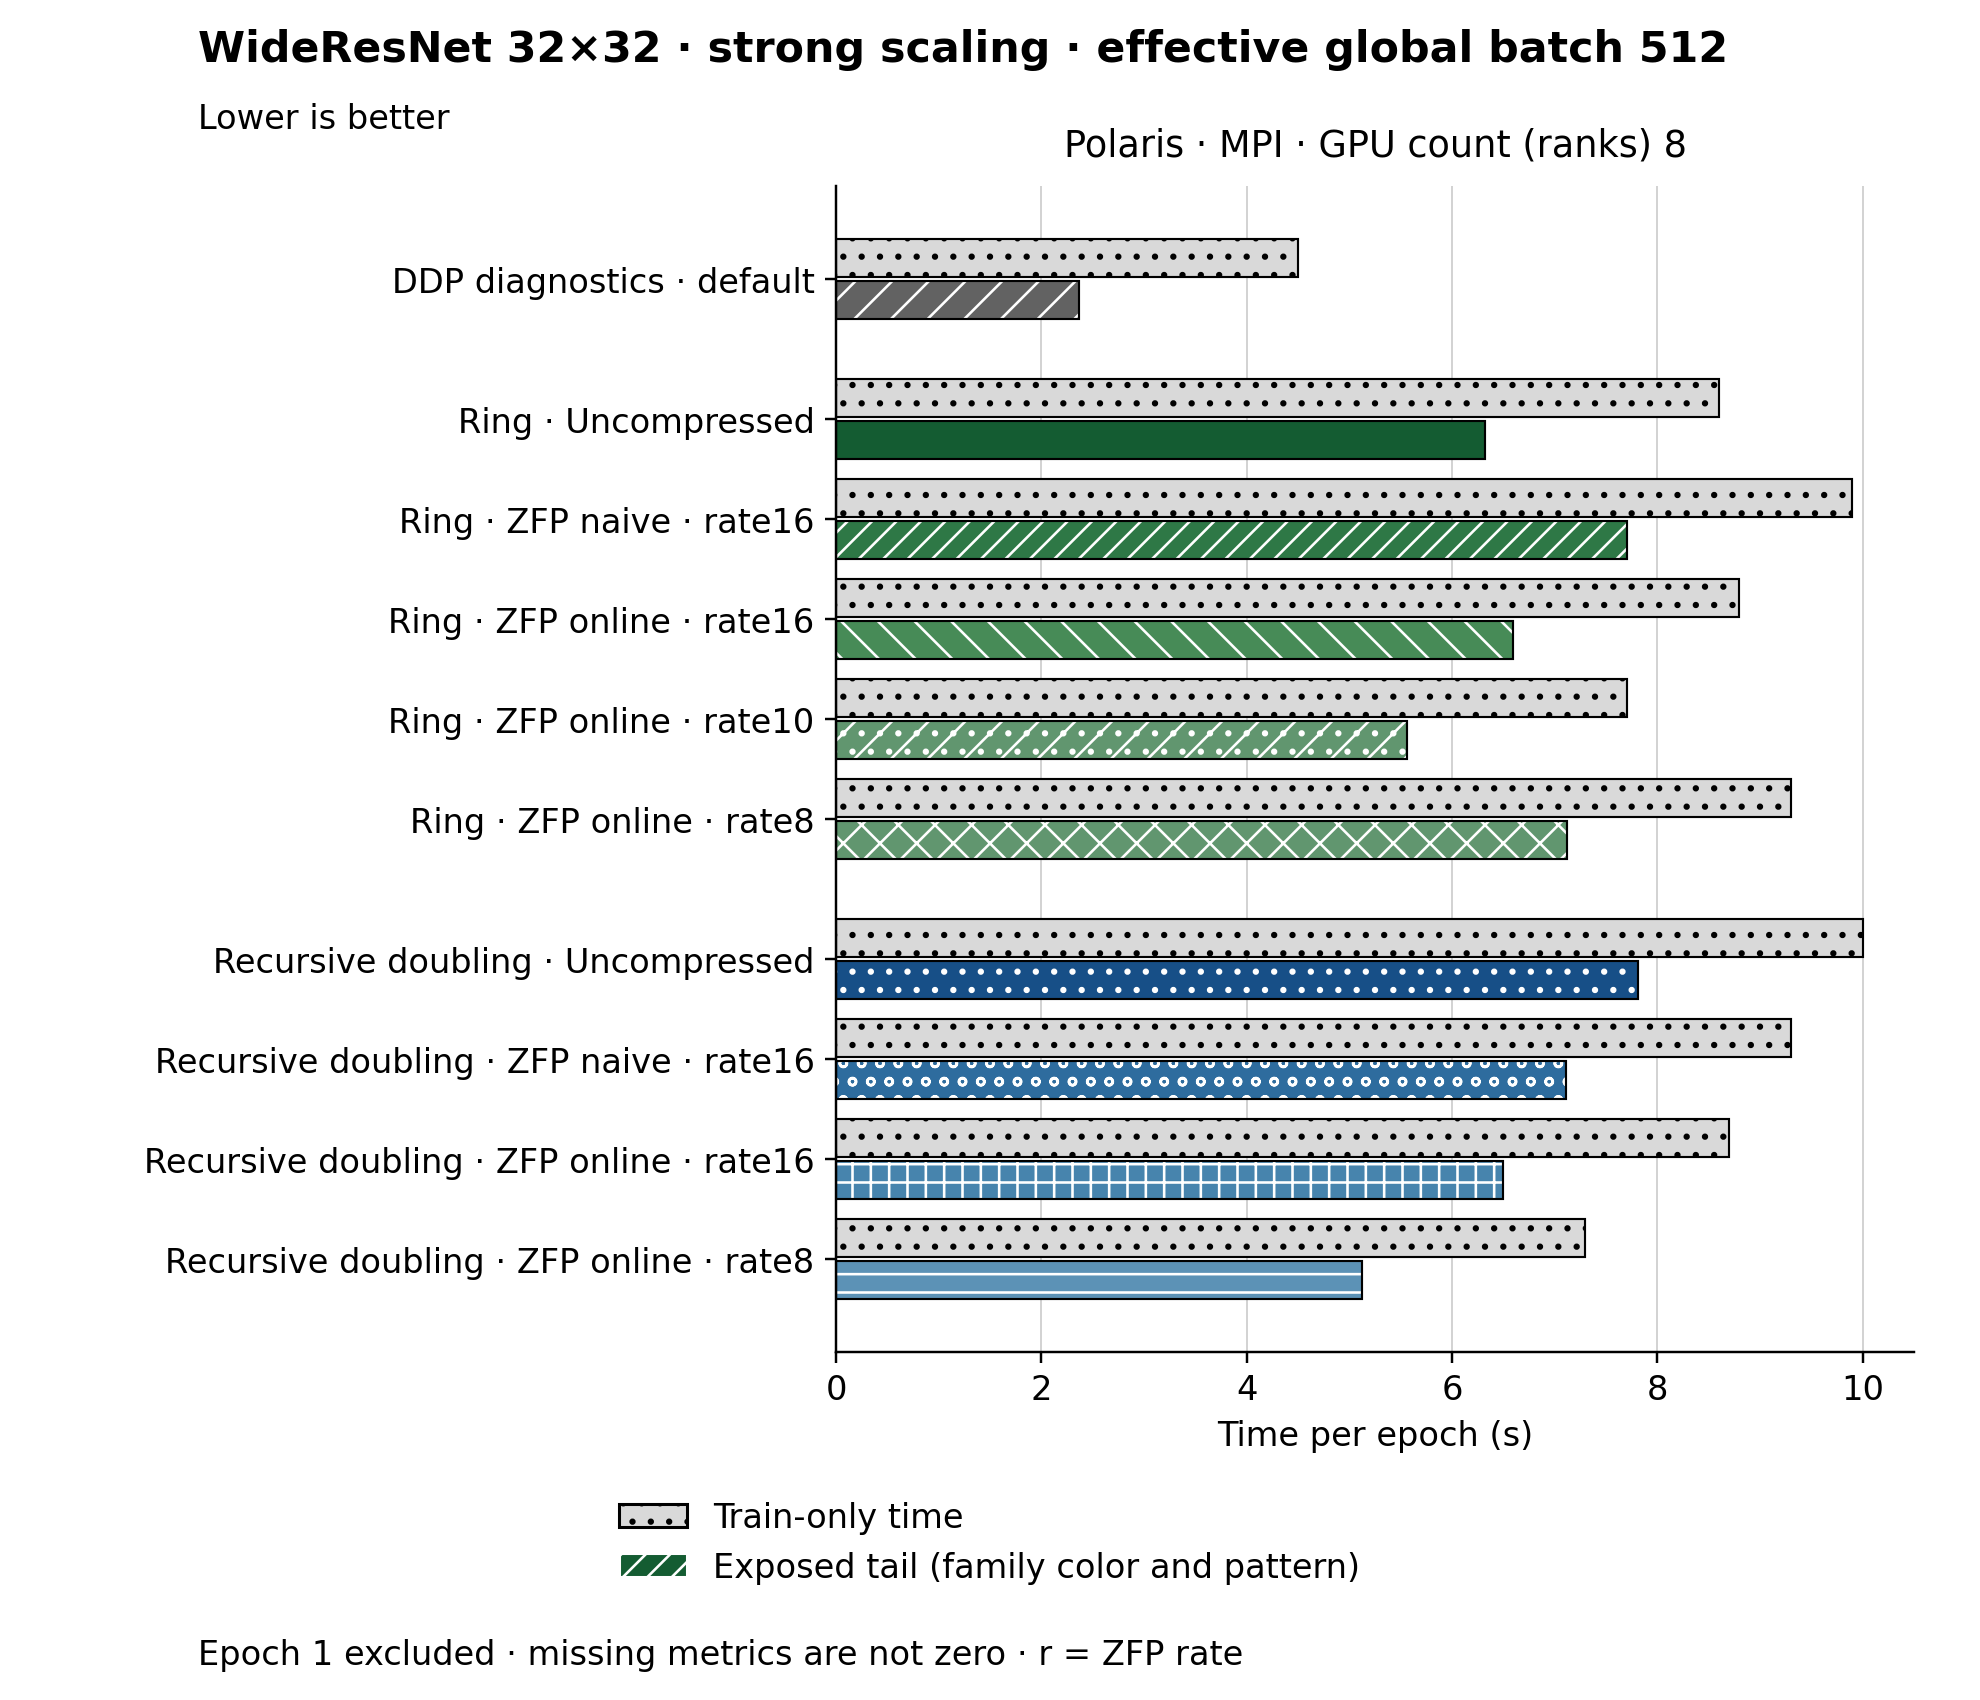 WideResNet 32×32 · strong scaling · effective global batch 512
Lower is better
Polaris · MPI · GPU count (ranks) 8
DDP diagnostics · default
Ring · Uncompressed
Ring · ZFP naive · rate16
Ring · ZFP online · rate16
Ring · ZFP online · rate10
Ring · ZFP online · rate8
Recursive doubling · Uncompressed
Recursive doubling · ZFP naive · rate16
Recursive doubling · ZFP online · rate16
Recursive doubling · ZFP online · rate8
0 2 4 6 8 10
Time per epoch (s)
Train-only time
Exposed tail (family color and pattern)
Epoch 1 excluded · missing metrics are not zero · r = ZFP rate